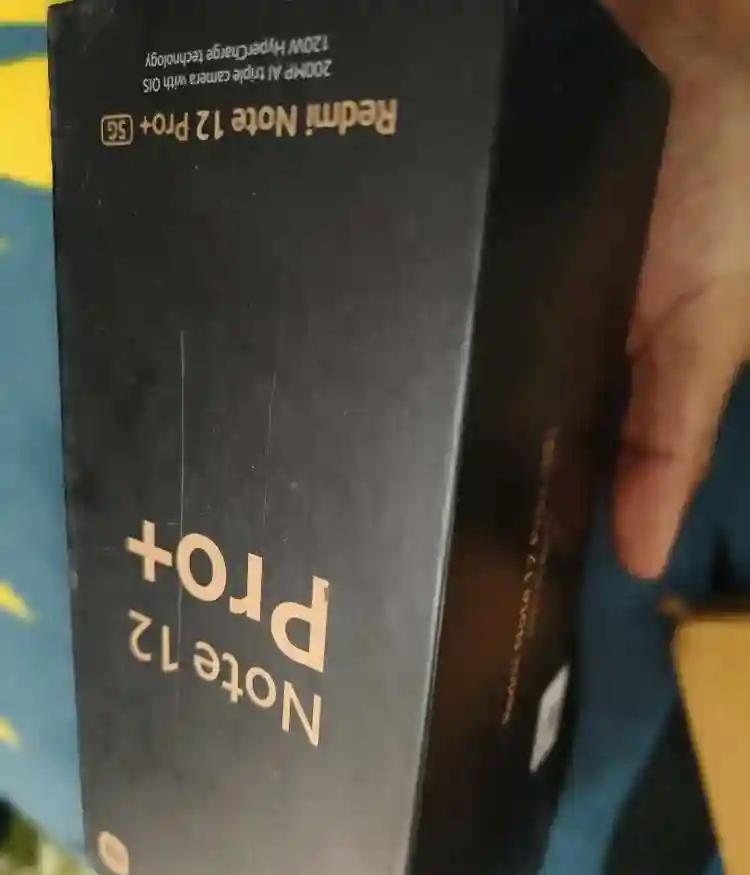 Note 12
Pro+
Redmi Note 12 Pro+ 5G
200MP AI triple camera with OIS
120W HyperCharge technology